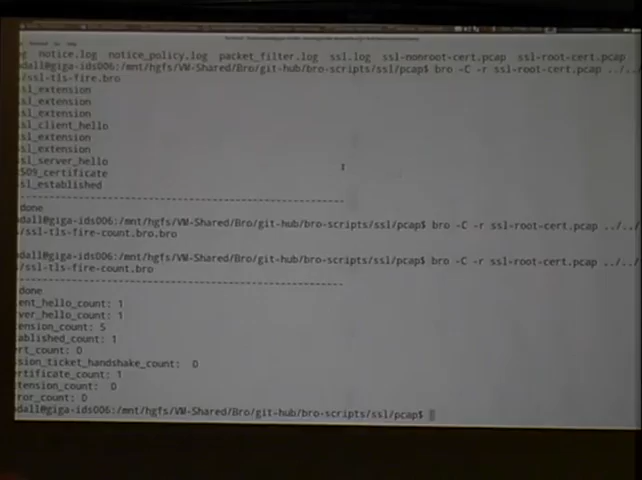 notice.log  notice_policy.log  packet_filter.log  ssl.log  ssl-nonroot-cert.pcap  ssl-root-cert.pcap
dall@giga-ids006:/mnt/hgfs/VM-Shared/Bro/git-hub/bro-scripts/ssl/pcap$ bro -C -r ssl-root-cert.pcap ../../
/ssl-tls-fire.bro
sl_extension
sl_extension
sl_extension
sl_client_hello
sl_extension
sl_extension
sl_server_hello
509_certificate
sl_established
------------------------------------------------------------
done
dall@giga-ids006:/mnt/hgfs/VM-Shared/Bro/git-hub/bro-scripts/ssl/pcap$ bro -C -r ssl-root-cert.pcap ../../
/ssl-tls-fire-count.bro.bro
dall@giga-ids006:/mnt/hgfs/VM-Shared/Bro/git-hub/bro-scripts/ssl/pcap$ bro -C -r ssl-root-cert.pcap ../../
/ssl-tls-fire-count.bro
------------------------------------------------------------
done
ent_hello_count: 1
ver_hello_count: 1
tension_count: 5
ablished_count: 1
ert_count: 0
sion_ticket_handshake_count:  0
ertificate_count: 1
tension_count:  0
ror_count: 0
dall@giga-ids006:/mnt/hgfs/VM-Shared/Bro/git-hub/bro-scripts/ssl/pcap$